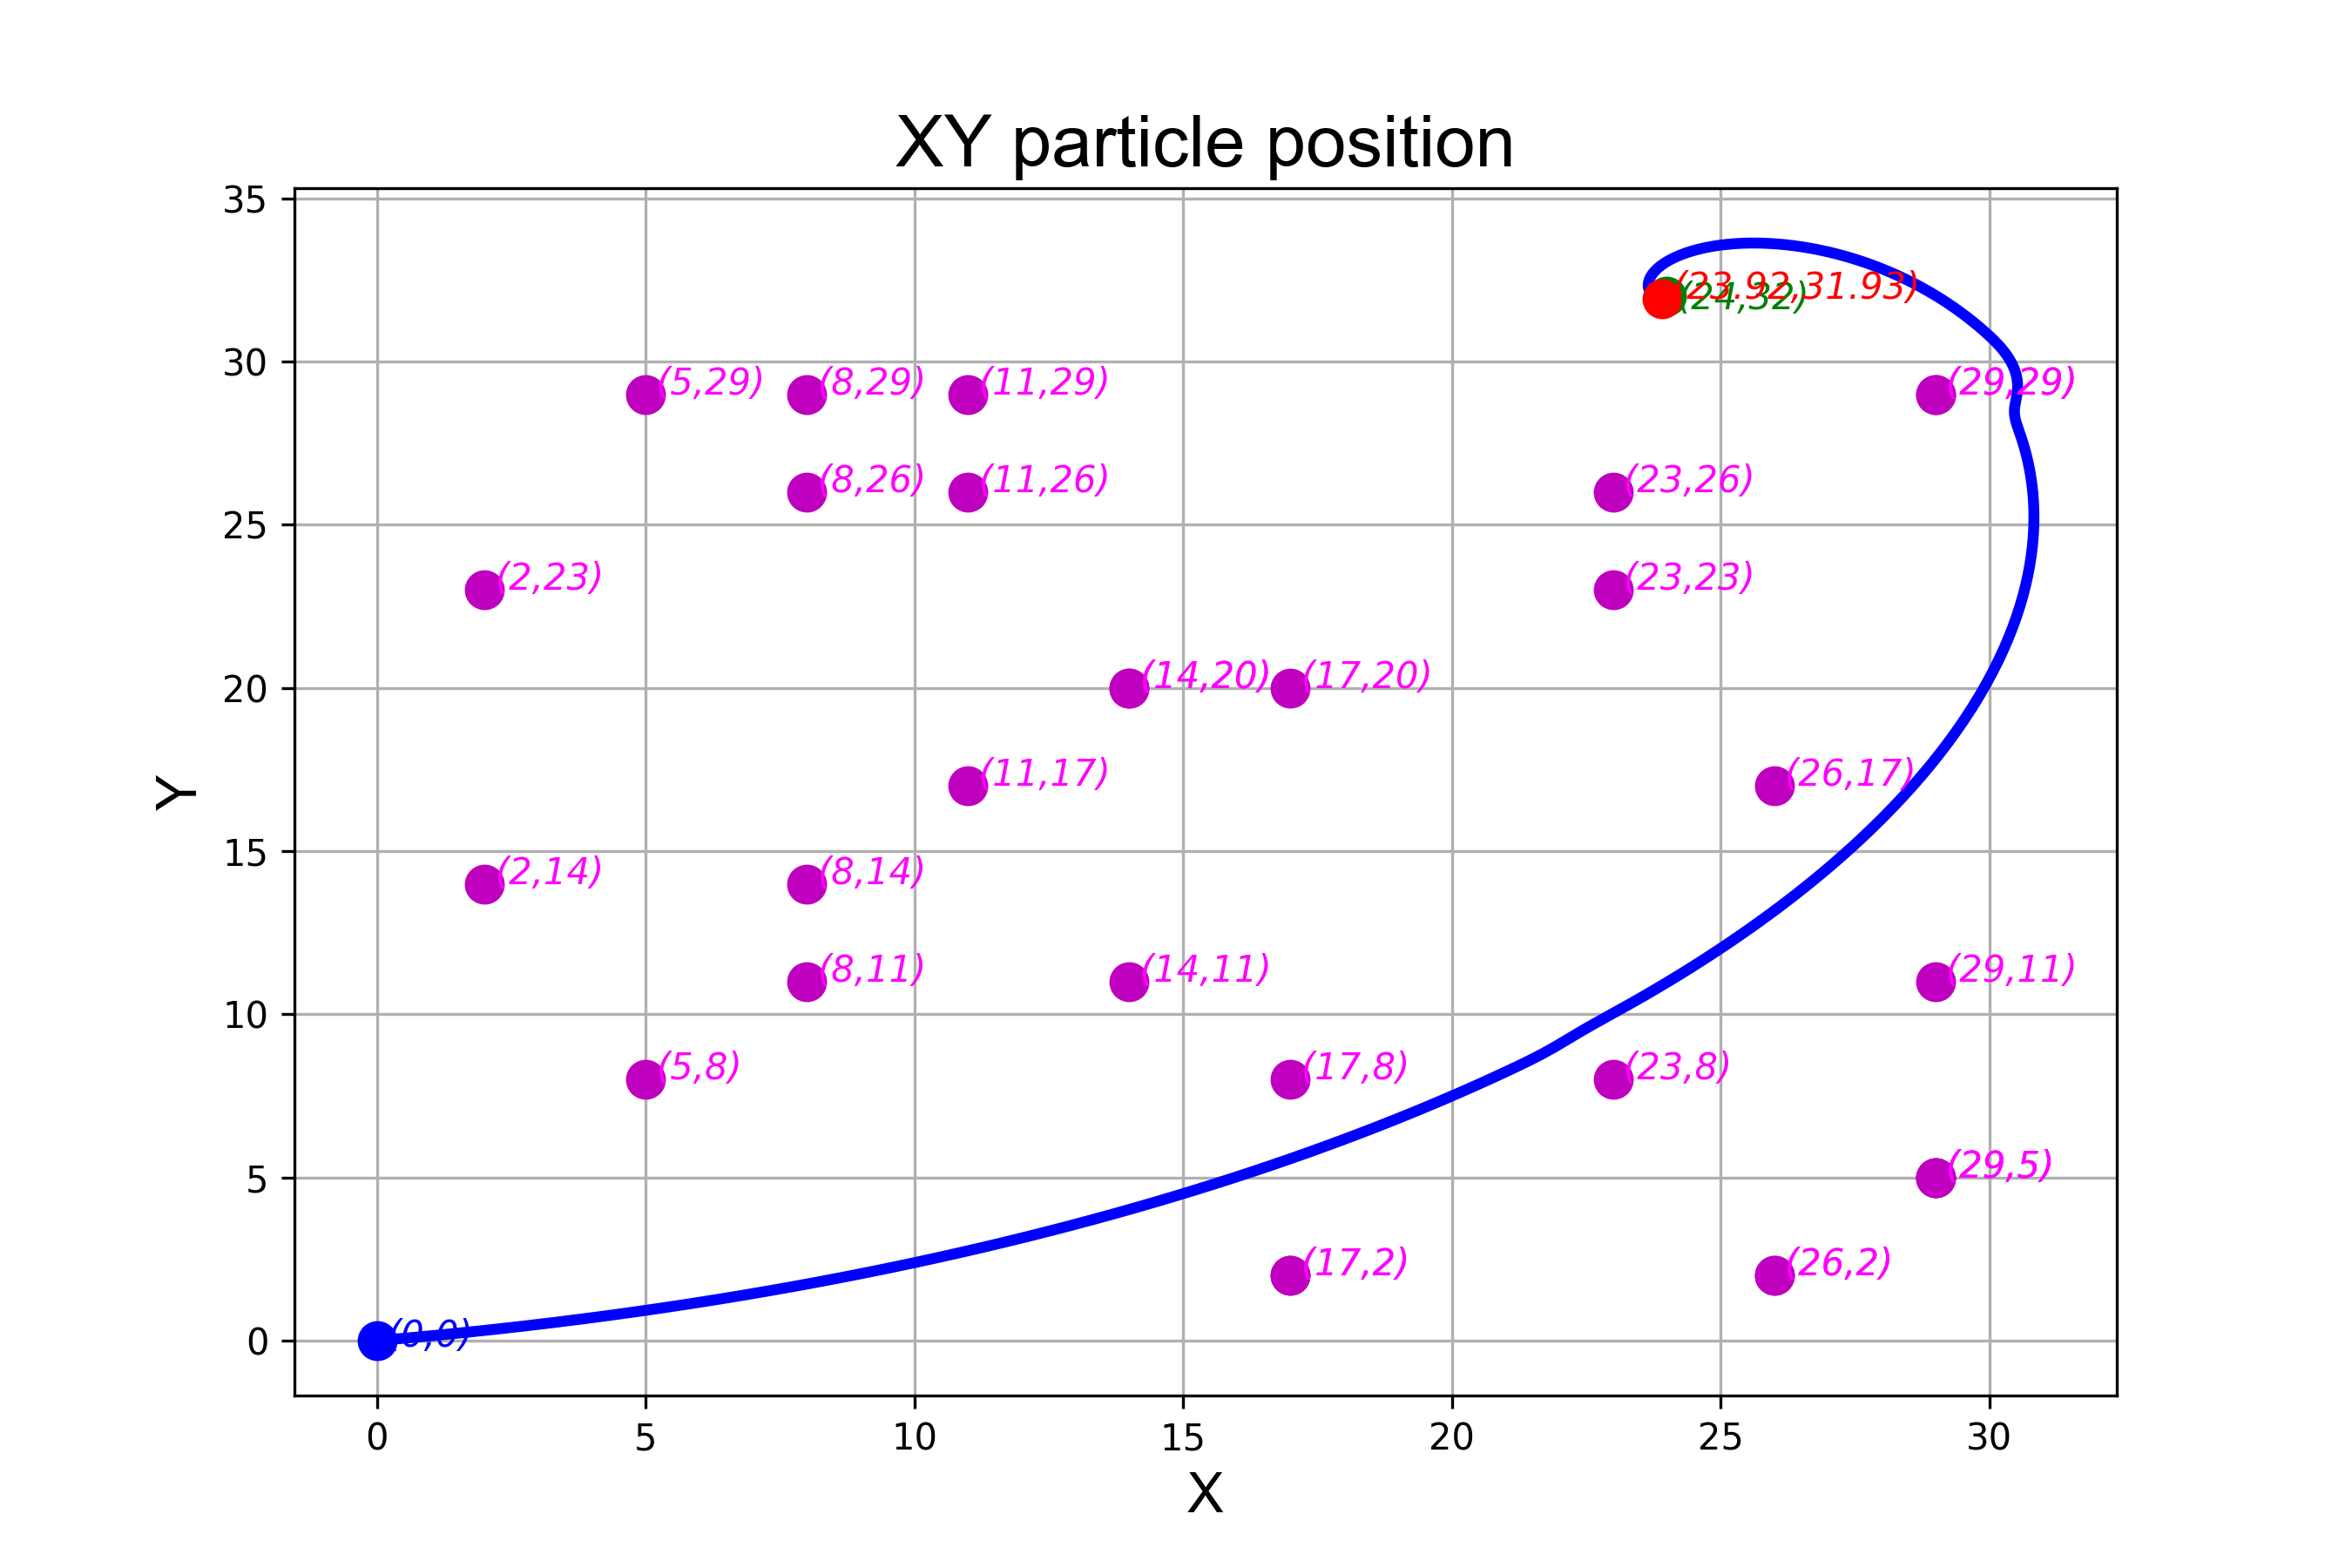 XY particle position
35
(23.92,31.93)
(24,32)
30
(5,29) (8,29) (11,29) (29,29)
(8,26) (11,26) (23,26)
25
(2,23) (23,23)
(14,20) (17,20)
20
(11,17) (26,17)
Y
15
(2,14) (8,14)
(8,11) (14,11) (29,11)
10
(5,8) (17,8) (23,8)
(29,5)
5
(17,2) (26,2)
(0,0)
0
0 5 10 15 20 25 30
X